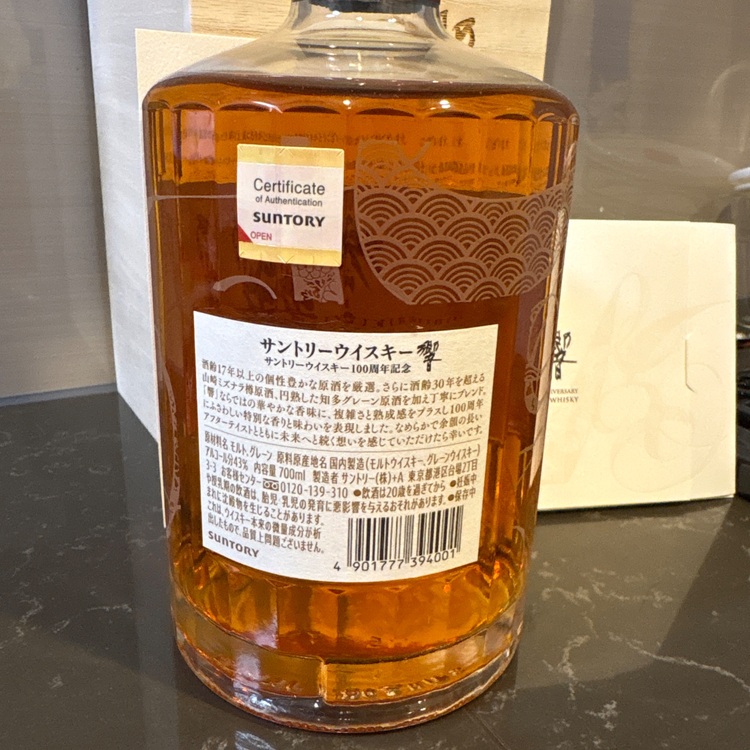 Certificate
of Authentication
SUNTORY
OPEN
サントリーウイスキー 響
サントリーウイスキー100周年記念
酒齢17年以上の個性豊かな原酒を厳選。さらに酒齢30年を超える
山崎ミズナラ樽原酒、円熟した知多グレーン原酒を加え丁寧にブレンド。
「響」ならではの華やかな香味に、複雑さと熟成感をプラスし100周年
にふさわしい特別な香りと味わいを表現しました。なめらかで余韻の長い
アフターテイストとともに未来へと続く想いを感じていただけたら幸いです。
原材料名 モルト、グレーン 原料原産地名 国内製造(モルトウイスキー、グレーンウイスキー)
アルコール分43% 内容量700ml 製造者 サントリー(株)+A 東京都港区台場2丁目
3-3 お客様センター 0120-139-310 ●飲酒は20歳を過ぎてから ●妊娠中
や授乳期の飲酒は、胎児・乳児の発育に悪影響を与えるおそれがあります。 ●保存中
まれに沈殿物を生じることがあります。
これは、ウイスキー本来の微量成分が析
出したもので、品質上問題ございません。
SUNTORY
4 901777 394001
響
WHISKY